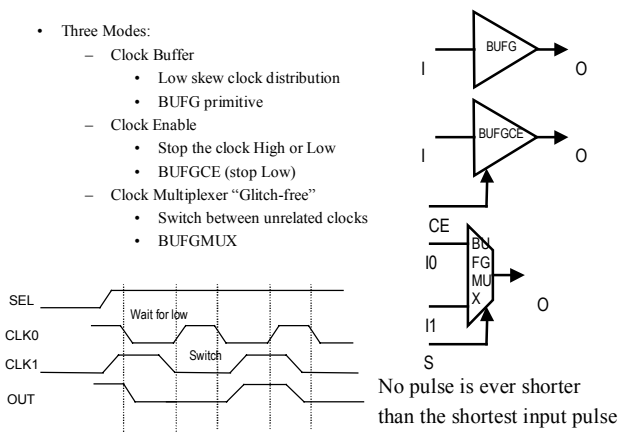 • Three Modes:
– Clock Buffer
• Low skew clock distribution
• BUFG primitive
– Clock Enable
• Stop the clock High or Low
• BUFGCE (stop Low)
– Clock Multiplexer “Glitch-free”
• Switch between unrelated clocks
• BUFGMUX
BUFG
I
O
BUFGCE
I
O
CE
I0
BU
FG
MU
X
O
I1
S
SEL
Wait for low
CLK0
CLK1
Switch
OUT
No pulse is ever shorter
than the shortest input pulse